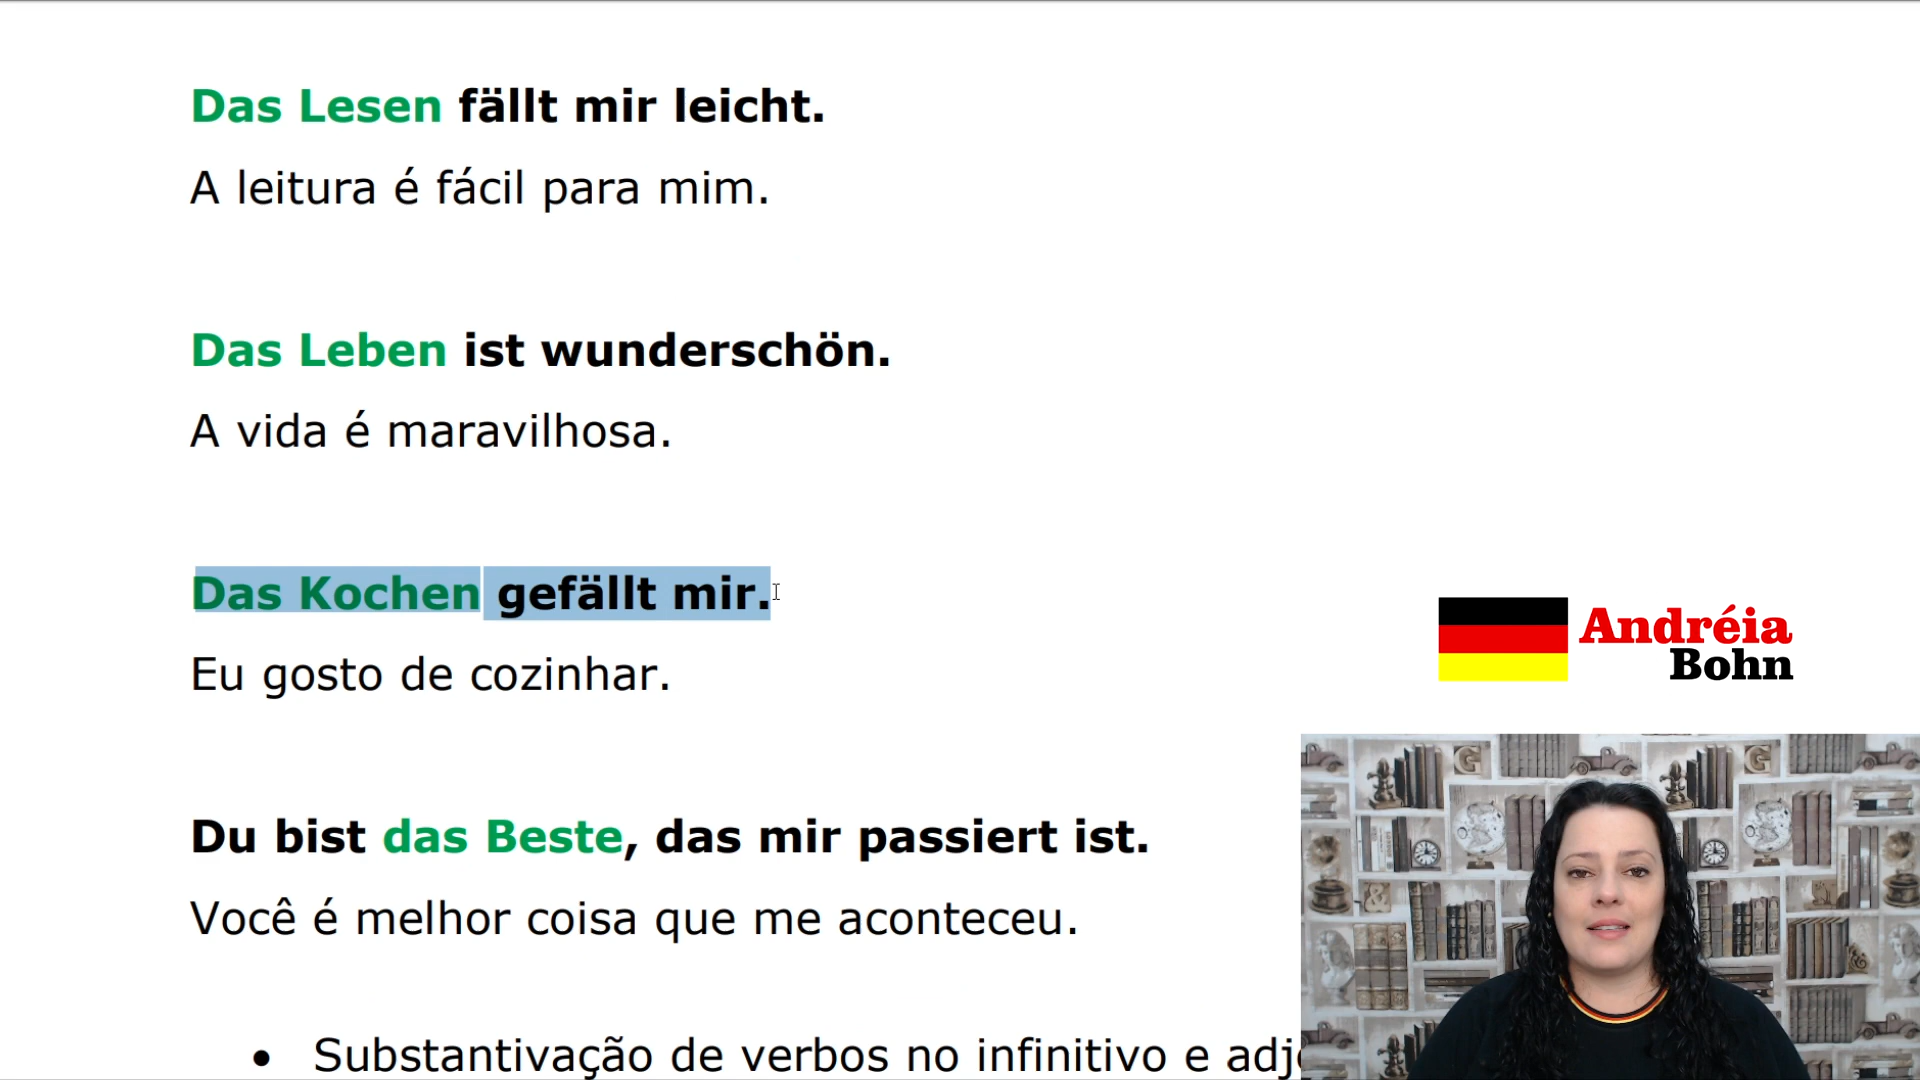 Das Lesen fällt mir leicht.
A leitura é fácil para mim.
Das Leben ist wunderschön.
A vida é maravilhosa.
Das Kochen gefällt mir.
Eu gosto de cozinhar.
Andréia
Bohn
Du bist das Beste, das mir passiert ist.
Você é melhor coisa que me aconteceu.
• Substantivação de verbos no infinitivo e